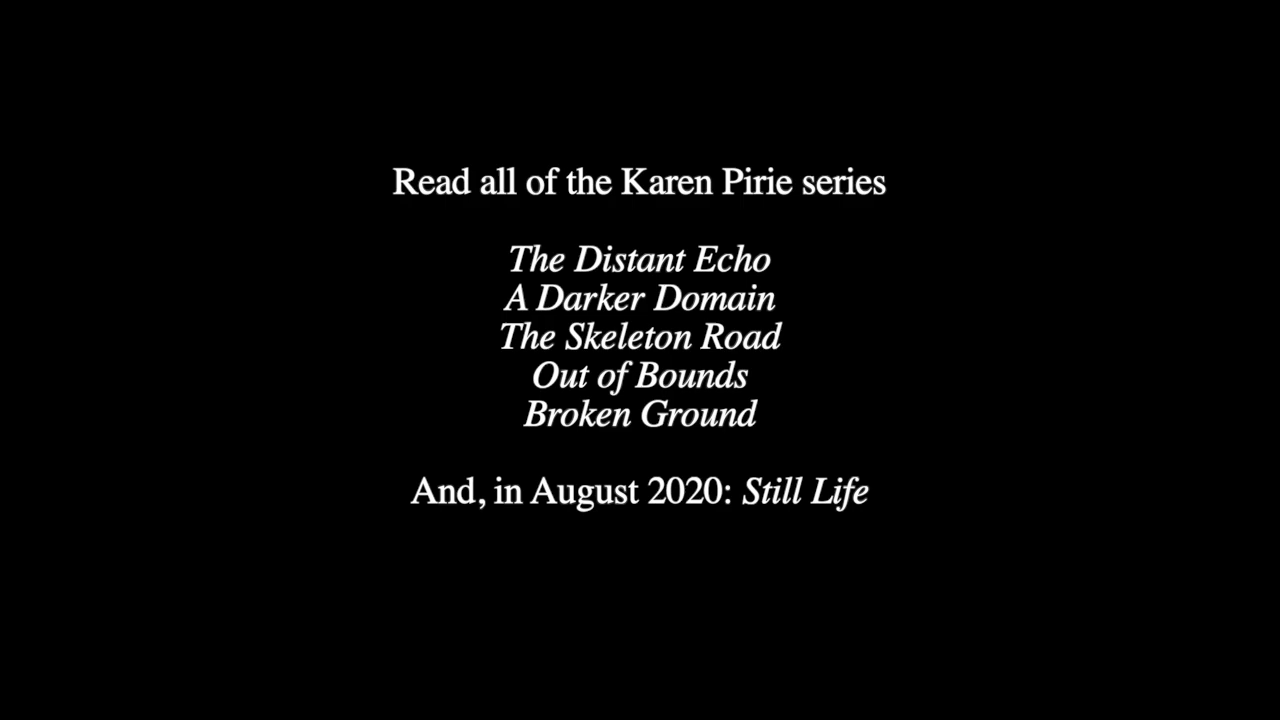 Read all of the Karen Pirie series
The Distant Echo
A Darker Domain
The Skeleton Road
Out of Bounds
Broken Ground
And, in August 2020: Still Life